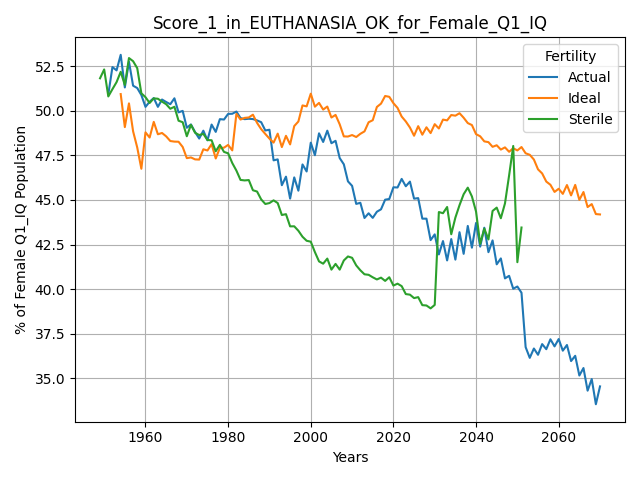 Score_1_in_EUTHANASIA_OK_for_Female_Q1_IQ
Fertility
Actual
Ideal
Sterile
% of Female Q1_IQ Population
52.5
50.0
47.5
45.0
42.5
40.0
37.5
35.0
1960 1980 2000 2020 2040 2060
Years